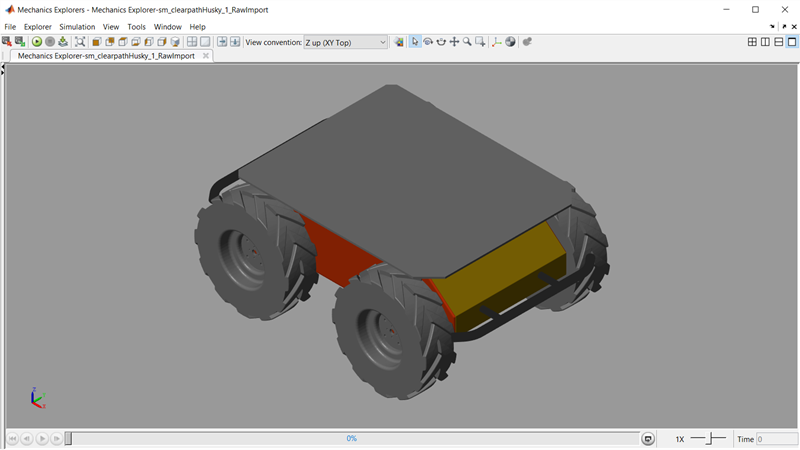 Mechanics Explorers - Mechanics Explorer-sm_clearpathHusky_1_RawImport
File Explorer Simulation View Tools Window Help
View convention: Z up (XY Top)
Mechanics Explorer-sm_clearpathHusky_1_RawImport
z
x
0% 1X Time 0